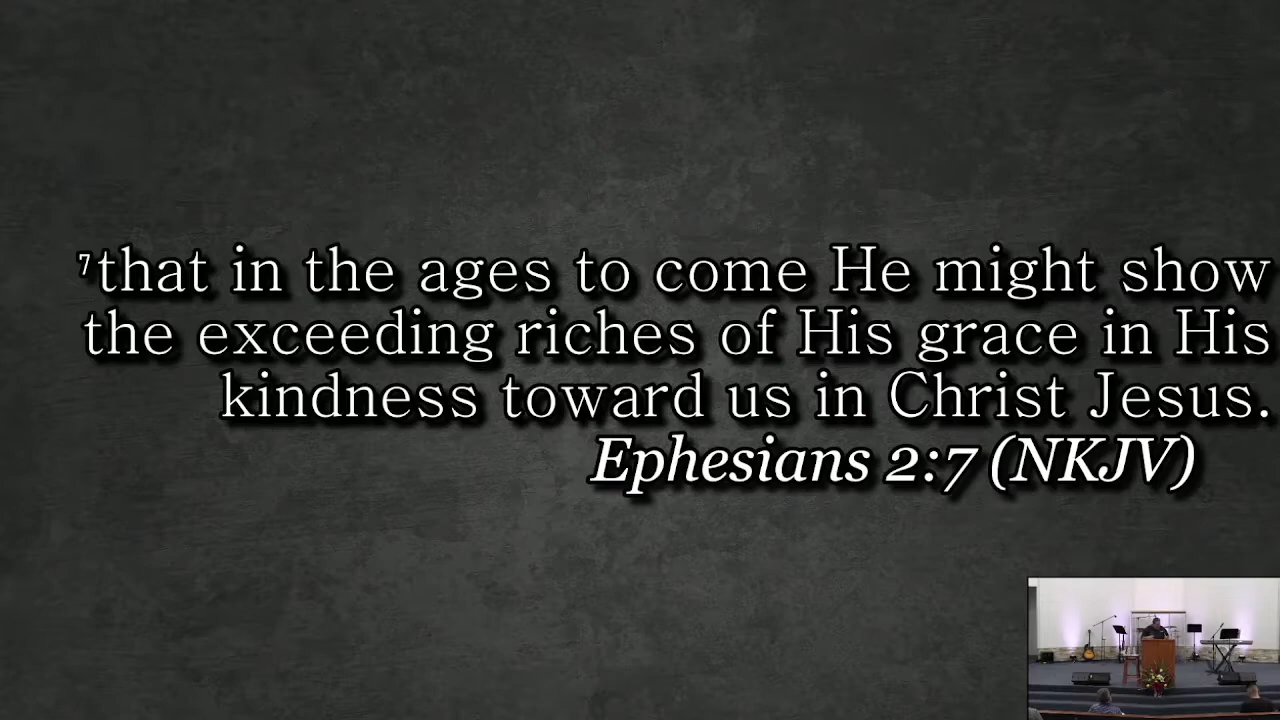 ⁷that in the ages to come He might show
the exceeding riches of His grace in His
kindness toward us in Christ Jesus.
Ephesians 2:7 (NKJV)